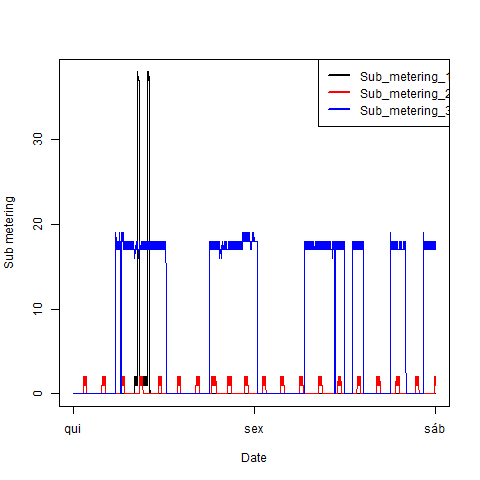 Sub_metering_1
Sub_metering_2
Sub_metering_3
Sub metering
30
20
10
0
qui
sex
sáb
Date